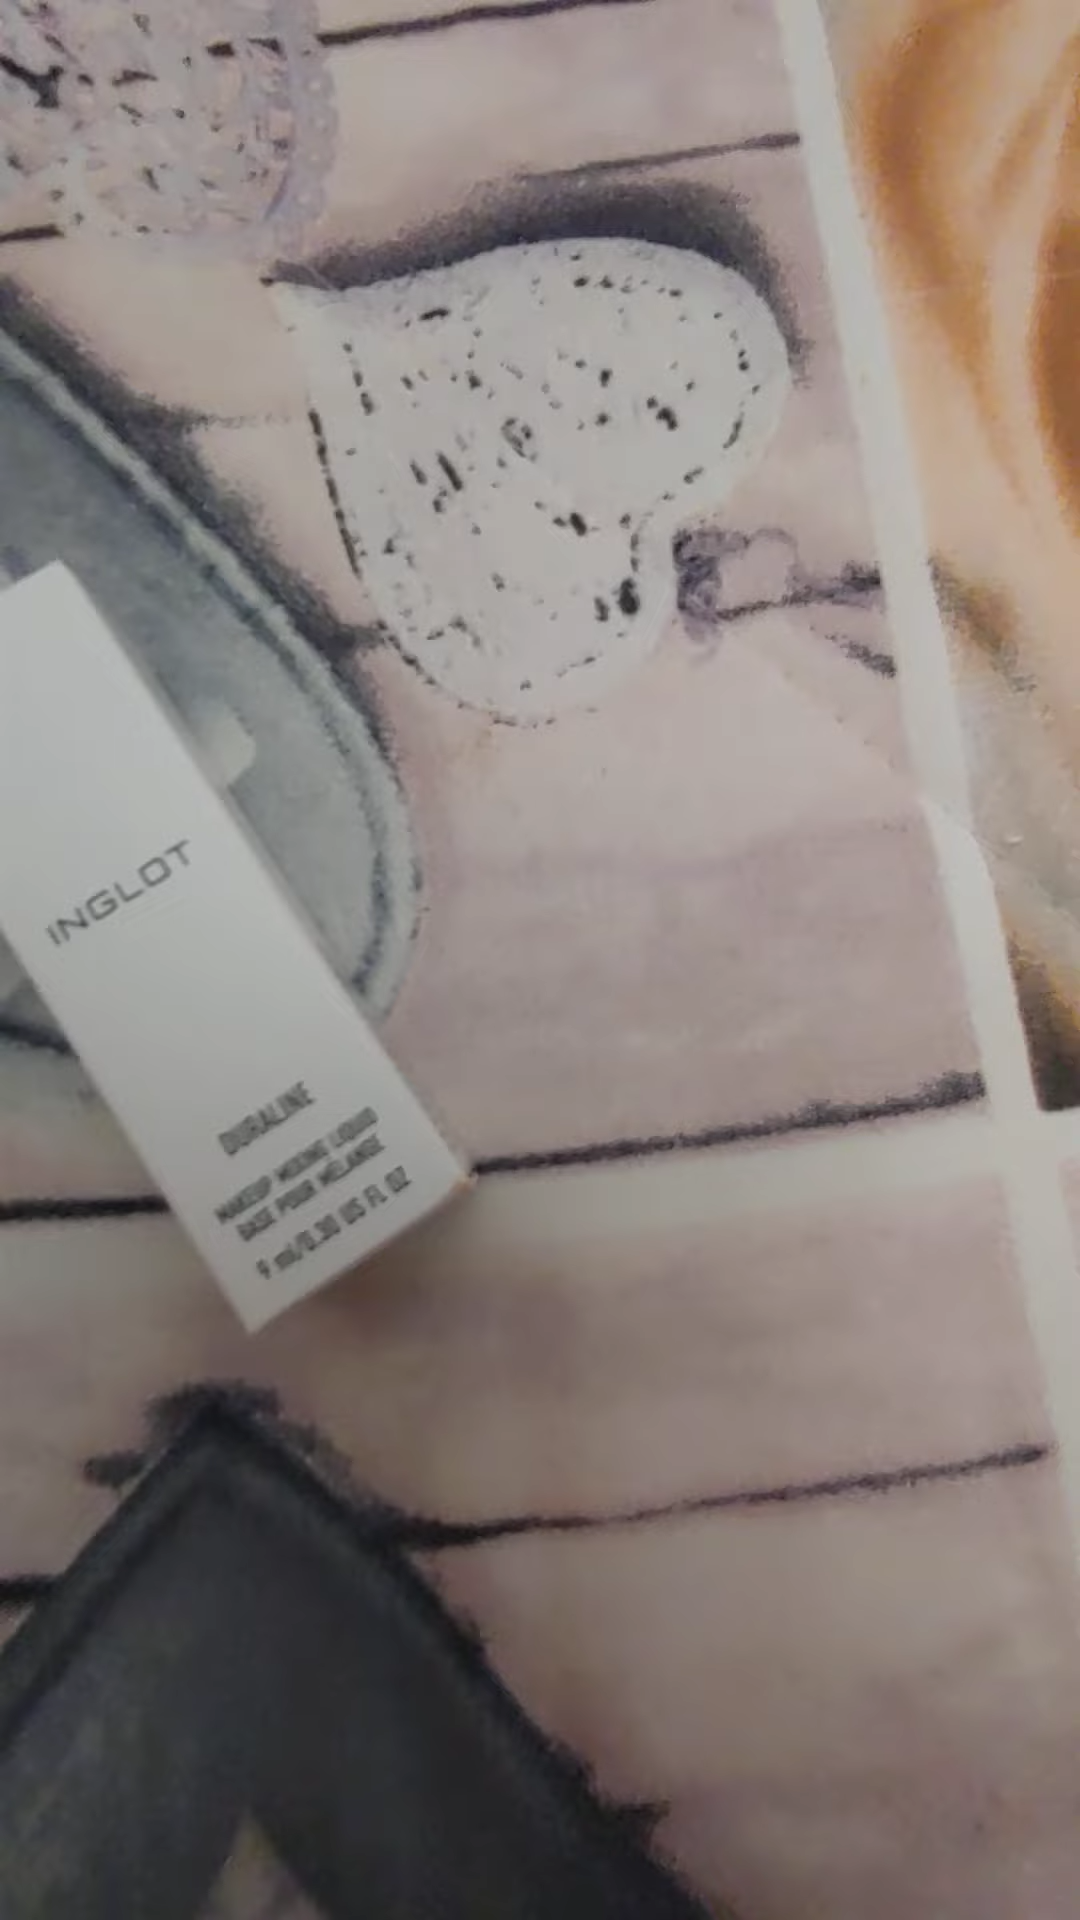 INGLOT
DURALINE
MAKEUP MIXING LIQUID
BASE POUR MÉLANGE
9 ml/0.30 US FL OZ